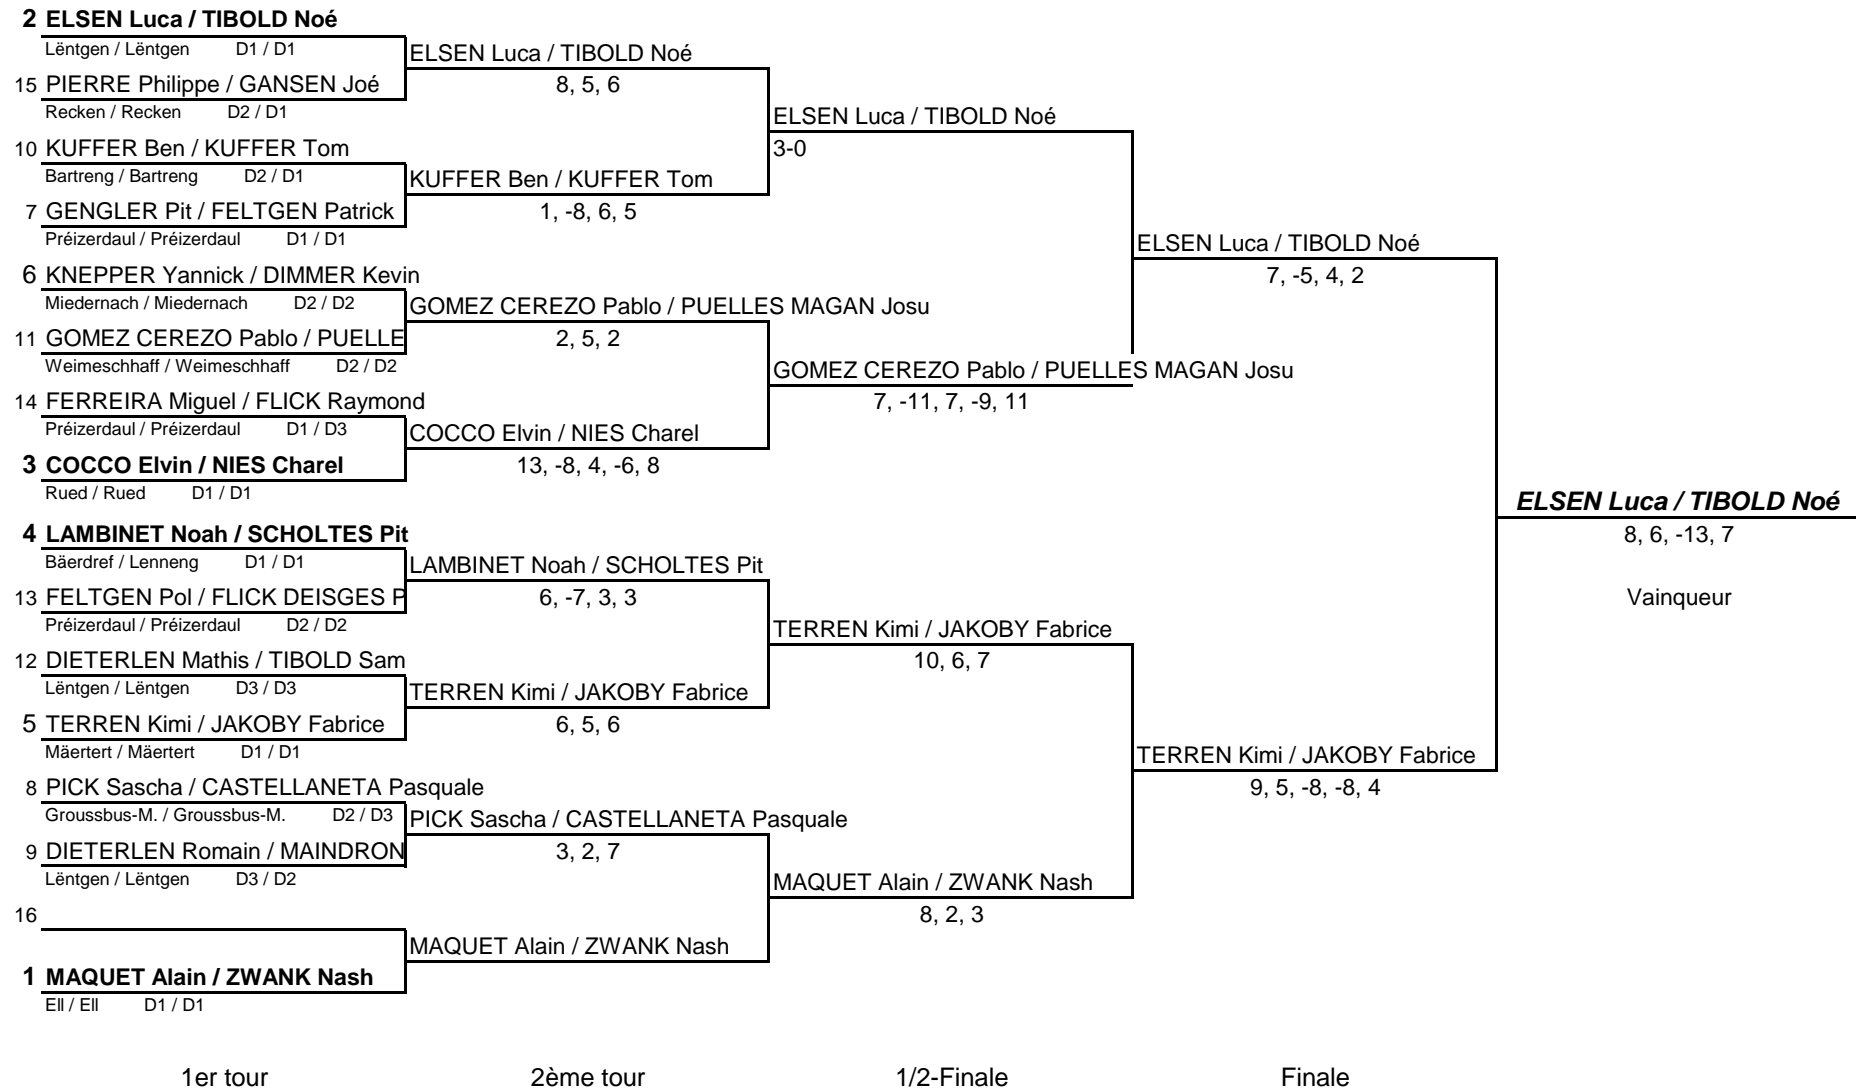 2 ELSEN Luca / TIBOLD Noé
Lëntgen / Lëntgen D1 / D1
ELSEN Luca / TIBOLD Noé
15 PIERRE Philippe / GANSEN Joé
8, 5, 6
Recken / Recken D2 / D1
ELSEN Luca / TIBOLD Noé
10 KUFFER Ben / KUFFER Tom
3-0
Bartreng / Bartreng D2 / D1
KUFFER Ben / KUFFER Tom
7 GENGLER Pit / FELTGEN Patrick
1, -8, 6, 5
Préizerdaul / Préizerdaul D1 / D1
ELSEN Luca / TIBOLD Noé
6 KNEPPER Yannick / DIMMER Kevin
7, -5, 4, 2
Miedernach / Miedernach D2 / D2
GOMEZ CEREZO Pablo / PUELLES MAGAN Josu
11 GOMEZ CEREZO Pablo / PUELLE
2, 5, 2
Weimeschhaff / Weimeschhaff D2 / D2
GOMEZ CEREZO Pablo / PUELLES MAGAN Josu
14 FERREIRA Miguel / FLICK Raymond
7, -11, 7, -9, 11
Préizerdaul / Préizerdaul D1 / D3
COCCO Elvin / NIES Charel
3 COCCO Elvin / NIES Charel
13, -8, 4, -6, 8
Rued / Rued D1 / D1
ELSEN Luca / TIBOLD Noé
4 LAMBINET Noah / SCHOLTES Pit
8, 6, -13, 7
Bäerdref / Lenneng D1 / D1
LAMBINET Noah / SCHOLTES Pit
13 FELTGEN Pol / FLICK DEISGES P
6, -7, 3, 3
Vainqueur
Préizerdaul / Préizerdaul D2 / D2
TERREN Kimi / JAKOBY Fabrice
12 DIETERLEN Mathis / TIBOLD Sam
10, 6, 7
Lëntgen / Lëntgen D3 / D3
TERREN Kimi / JAKOBY Fabrice
5 TERREN Kimi / JAKOBY Fabrice
6, 5, 6
Mäertert / Mäertert D1 / D1
TERREN Kimi / JAKOBY Fabrice
8 PICK Sascha / CASTELLANETA Pasquale
9, 5, -8, -8, 4
Groussbus-M. / Groussbus-M. D2 / D3
PICK Sascha / CASTELLANETA Pasquale
9 DIETERLEN Romain / MAINDRON
3, 2, 7
Lëntgen / Lëntgen D3 / D2
MAQUET Alain / ZWANK Nash
16
8, 2, 3
MAQUET Alain / ZWANK Nash
1 MAQUET Alain / ZWANK Nash
Ell / Ell D1 / D1
1er tour 2ème tour 1/2-Finale Finale